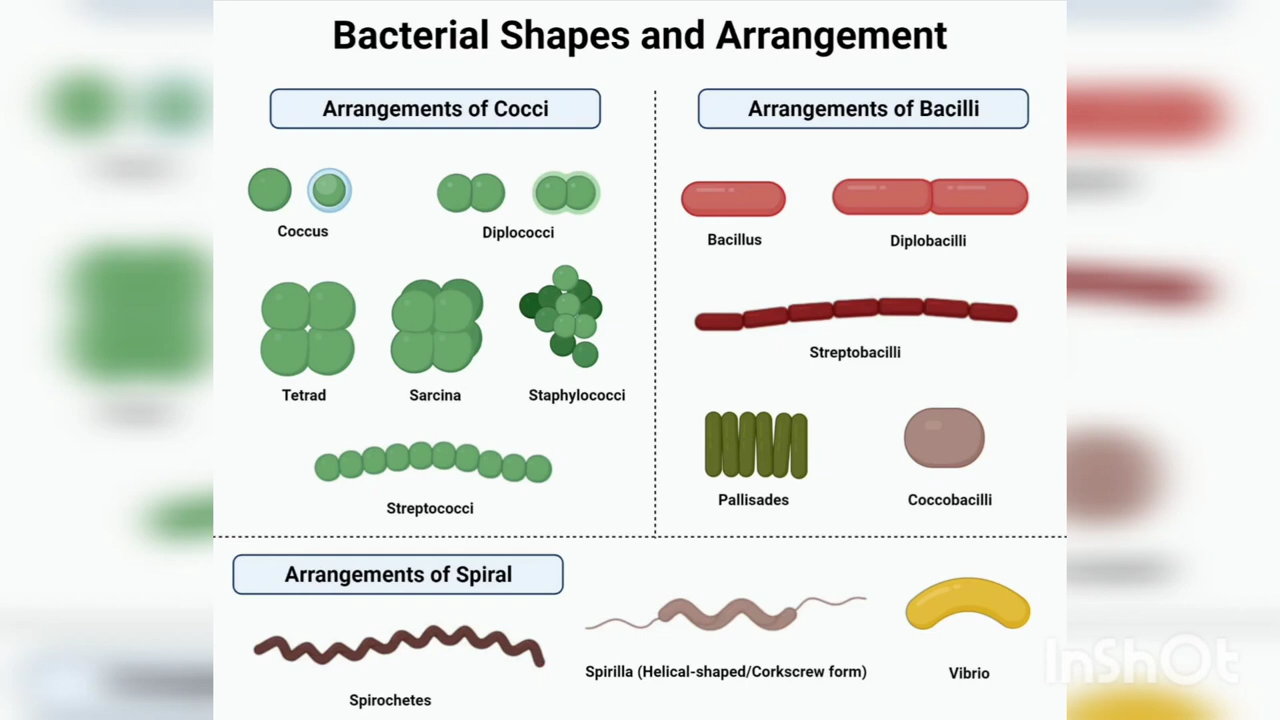 Bacterial Shapes and Arrangement
Arrangements of Cocci
Arrangements of Bacilli
Coccus
Diplococci
Bacillus
Diplobacilli
Tetrad
Sarcina
Staphylococci
Streptobacilli
Streptococci
Pallisades
Coccobacilli
Arrangements of Spiral
Spirochetes
Spirilla (Helical-shaped/Corkscrew form)
Vibrio
InShOt